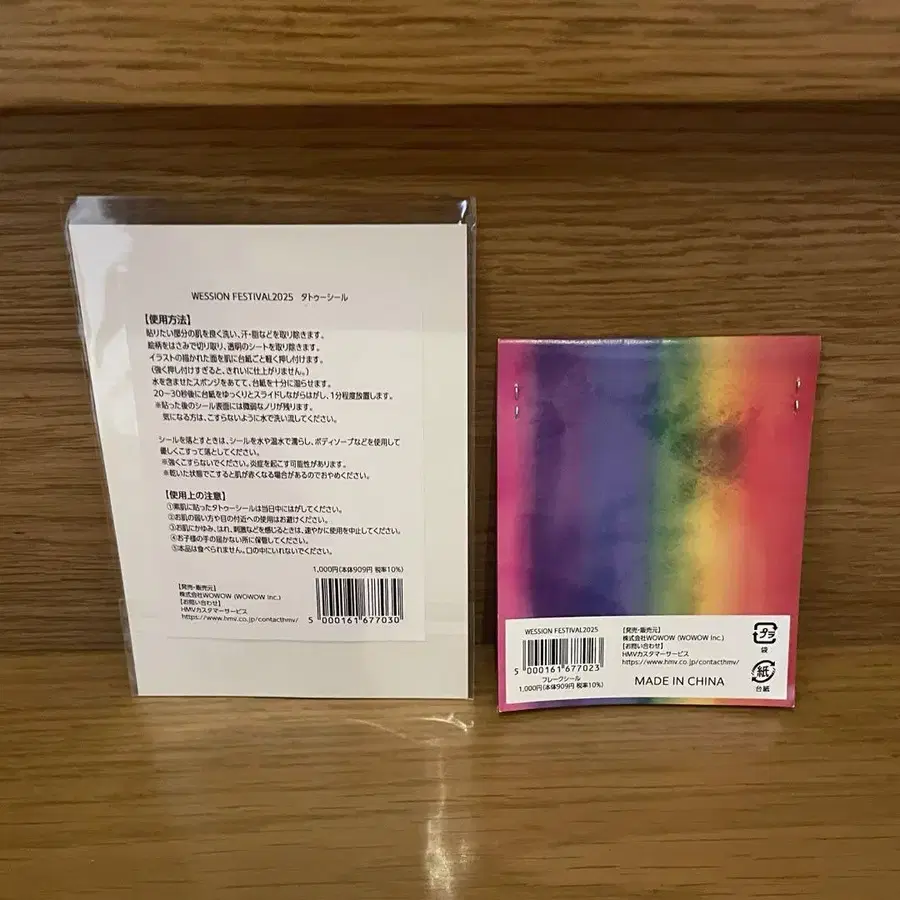 WESSION FESTIVAL2025 タトゥーシール
【使用方法】
貼りたい部分の肌を良く洗い、汗・脂などを取り除きます。
絵柄をはさみで切り取り、透明のシートを取り除きます。
イラストの描かれた面を肌に台紙ごと軽く押し付けます。
(強く押し付けすぎると、きれいに仕上がりません。)
水を含ませたスポンジをあてて、台紙を十分に湿らせます。
20~30秒後に台紙をゆっくりとスライドしながらはがし、1分程度放置します。
※貼った後のシール表面には微弱なノリが残ります。
気になる方は、こすらないように水で洗い流してください。
シールを落とすときは、シールを水や温水で濡らし、ボディソープなどを使用して
優しくこすって落としてください。
※強くこすらないでください。炎症を起こす可能性があります。
※乾いた状態でこすると肌が赤くなる場合があるのでおやめください。
【使用上の注意】
①素肌に貼ったタトゥーシールは当日中にはがしてください。
②お肌の弱い方や目の付近への使用はお避けください。
③お肌にかゆみ、はれ、刺激などを感じるときは、速やかに使用を中止してください。
④お子様の手の届かない所に保管してください。
⑤本品は食べられません。口の中にいれないでください。
1,000円(本体909円 税率10%)
【発売・販売元】
株式会社WOWOW (WOWOW Inc.)
【お問い合わせ】
HMVカスタマーサービス
https://www.hmv.co.jp/contacthmv/
5 000161 677030
WESSION FESTIVAL2025
5 000161 677023
フレークシール
1,000円(本体909円 税率10%)
【発売・販売元】
株式会社WOWOW (WOWOW Inc.)
【お問い合わせ】
HMVカスタマーサービス
https://www.hmv.co.jp/contacthmv/
MADE IN CHINA
プラ
袋
紙
台紙